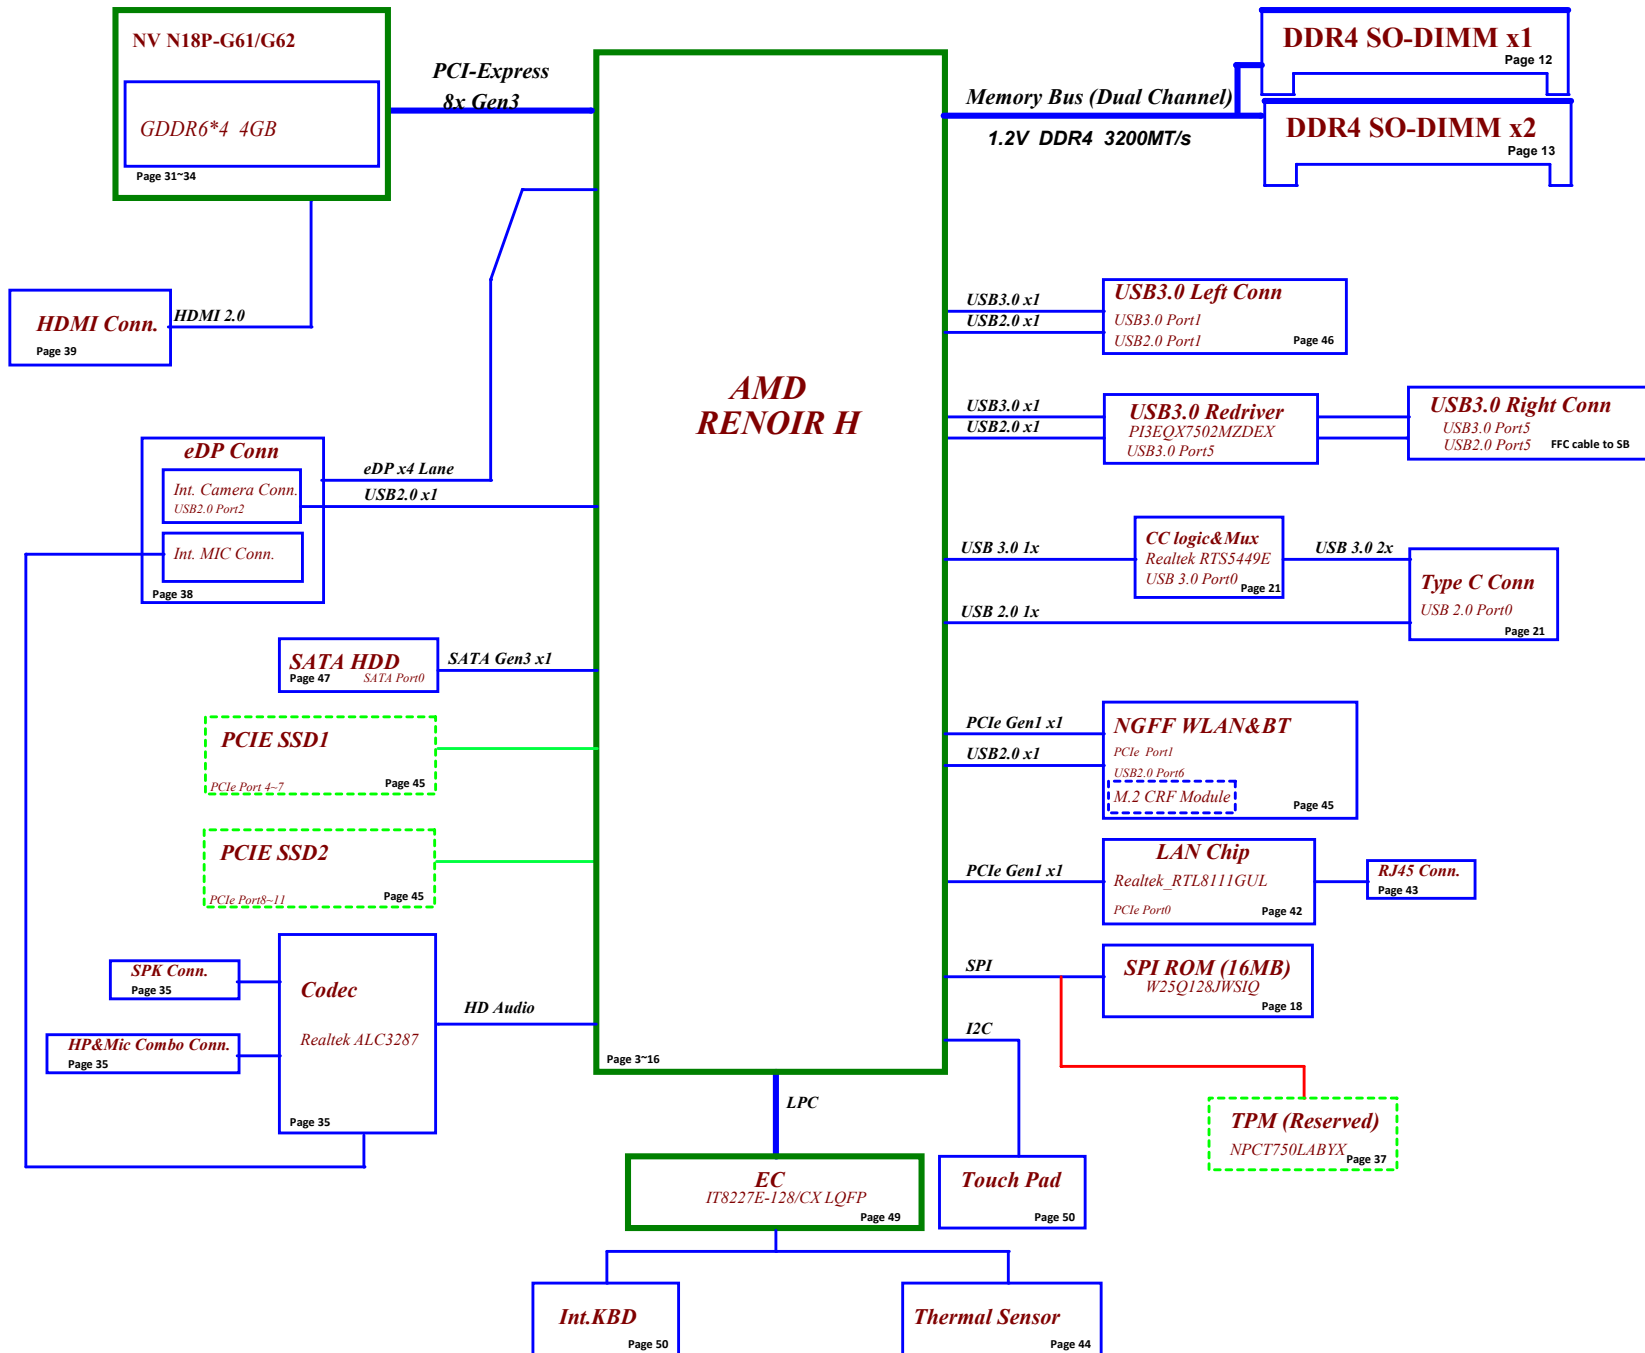 NV N18P-G61/G62
GDDR6*4 4GB
Page 31~34
PCI-Express
8x Gen3
HDMI Conn.
Page 39
HDMI 2.0
eDP Conn
Int. Camera Conn.
USB2.0 Port2
Int. MIC Conn.
Page 38
eDP x4 Lane
USB2.0 x1
SATA HDD
Page 47
SATA Port0
SATA Gen3 x1
PCIE SSD1
PCIe Port 4~7
Page 45
PCIE SSD2
PCIe Port8~11
Page 45
SPK Conn.
Page 35
HP&Mic Combo Conn.
Page 35
Codec
Realtek ALC3287
Page 35
HD Audio
AMD
RENOIR H
Page 3~16
LPC
EC
IT8227E-128/CX LQFP
Page 49
Int.KBD
Page 50
Thermal Sensor
Page 44
Touch Pad
Page 50
Memory Bus (Dual Channel)
1.2V DDR4 3200MT/s
DDR4 SO-DIMM x1
Page 12
DDR4 SO-DIMM x2
Page 13
USB3.0 x1
USB2.0 x1
USB3.0 Left Conn
USB3.0 Port1
USB2.0 Port1
Page 46
USB3.0 x1
USB2.0 x1
USB3.0 Redriver
PI3EQX7502MZDEX
USB3.0 Port5
USB3.0 Right Conn
USB3.0 Port5
USB2.0 Port5
FFC cable to SB
USB 3.0 1x
CC logic&Mux
Realtek RTS5449E
USB 3.0 Port0
Page 21
USB 3.0 2x
USB 2.0 1x
Type C Conn
USB 2.0 Port0
Page 21
PCIe Gen1 x1
USB2.0 x1
NGFF WLAN&BT
PCIe Port1
USB2.0 Port6
M.2 CRF Module
Page 45
PCIe Gen1 x1
LAN Chip
Realtek_RTL8111GUL
PCIe Port0
Page 42
RJ45 Conn.
Page 43
SPI
SPI ROM (16MB)
W25Q128JWSIQ
Page 18
I2C
TPM (Reserved)
NPCT750LABYX
Page 37